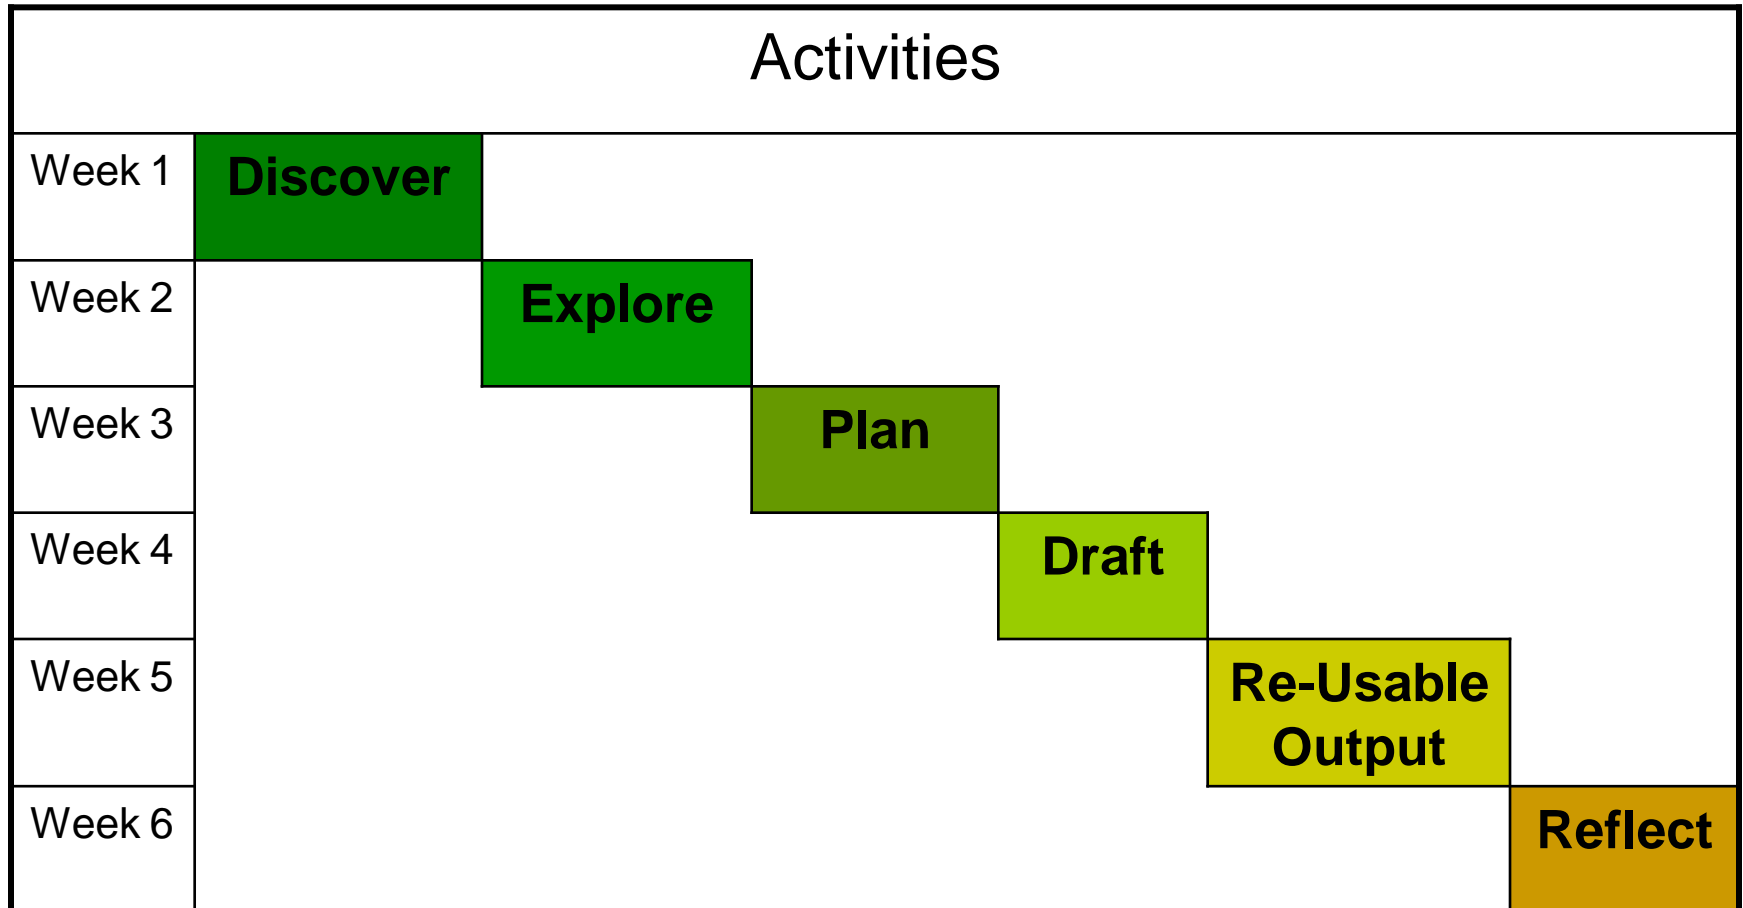 Activities
Week 1
Discover
Week 2
Explore
Week 3
Plan
Week 4
Draft
Week 5
Re-Usable
Output
Week 6
Reflect